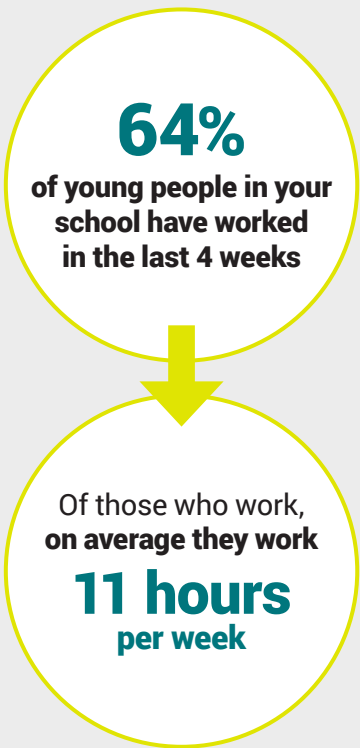 64%
of young people in your
school have worked
in the last 4 weeks
Of those who work,
on average they work
11 hours
per week